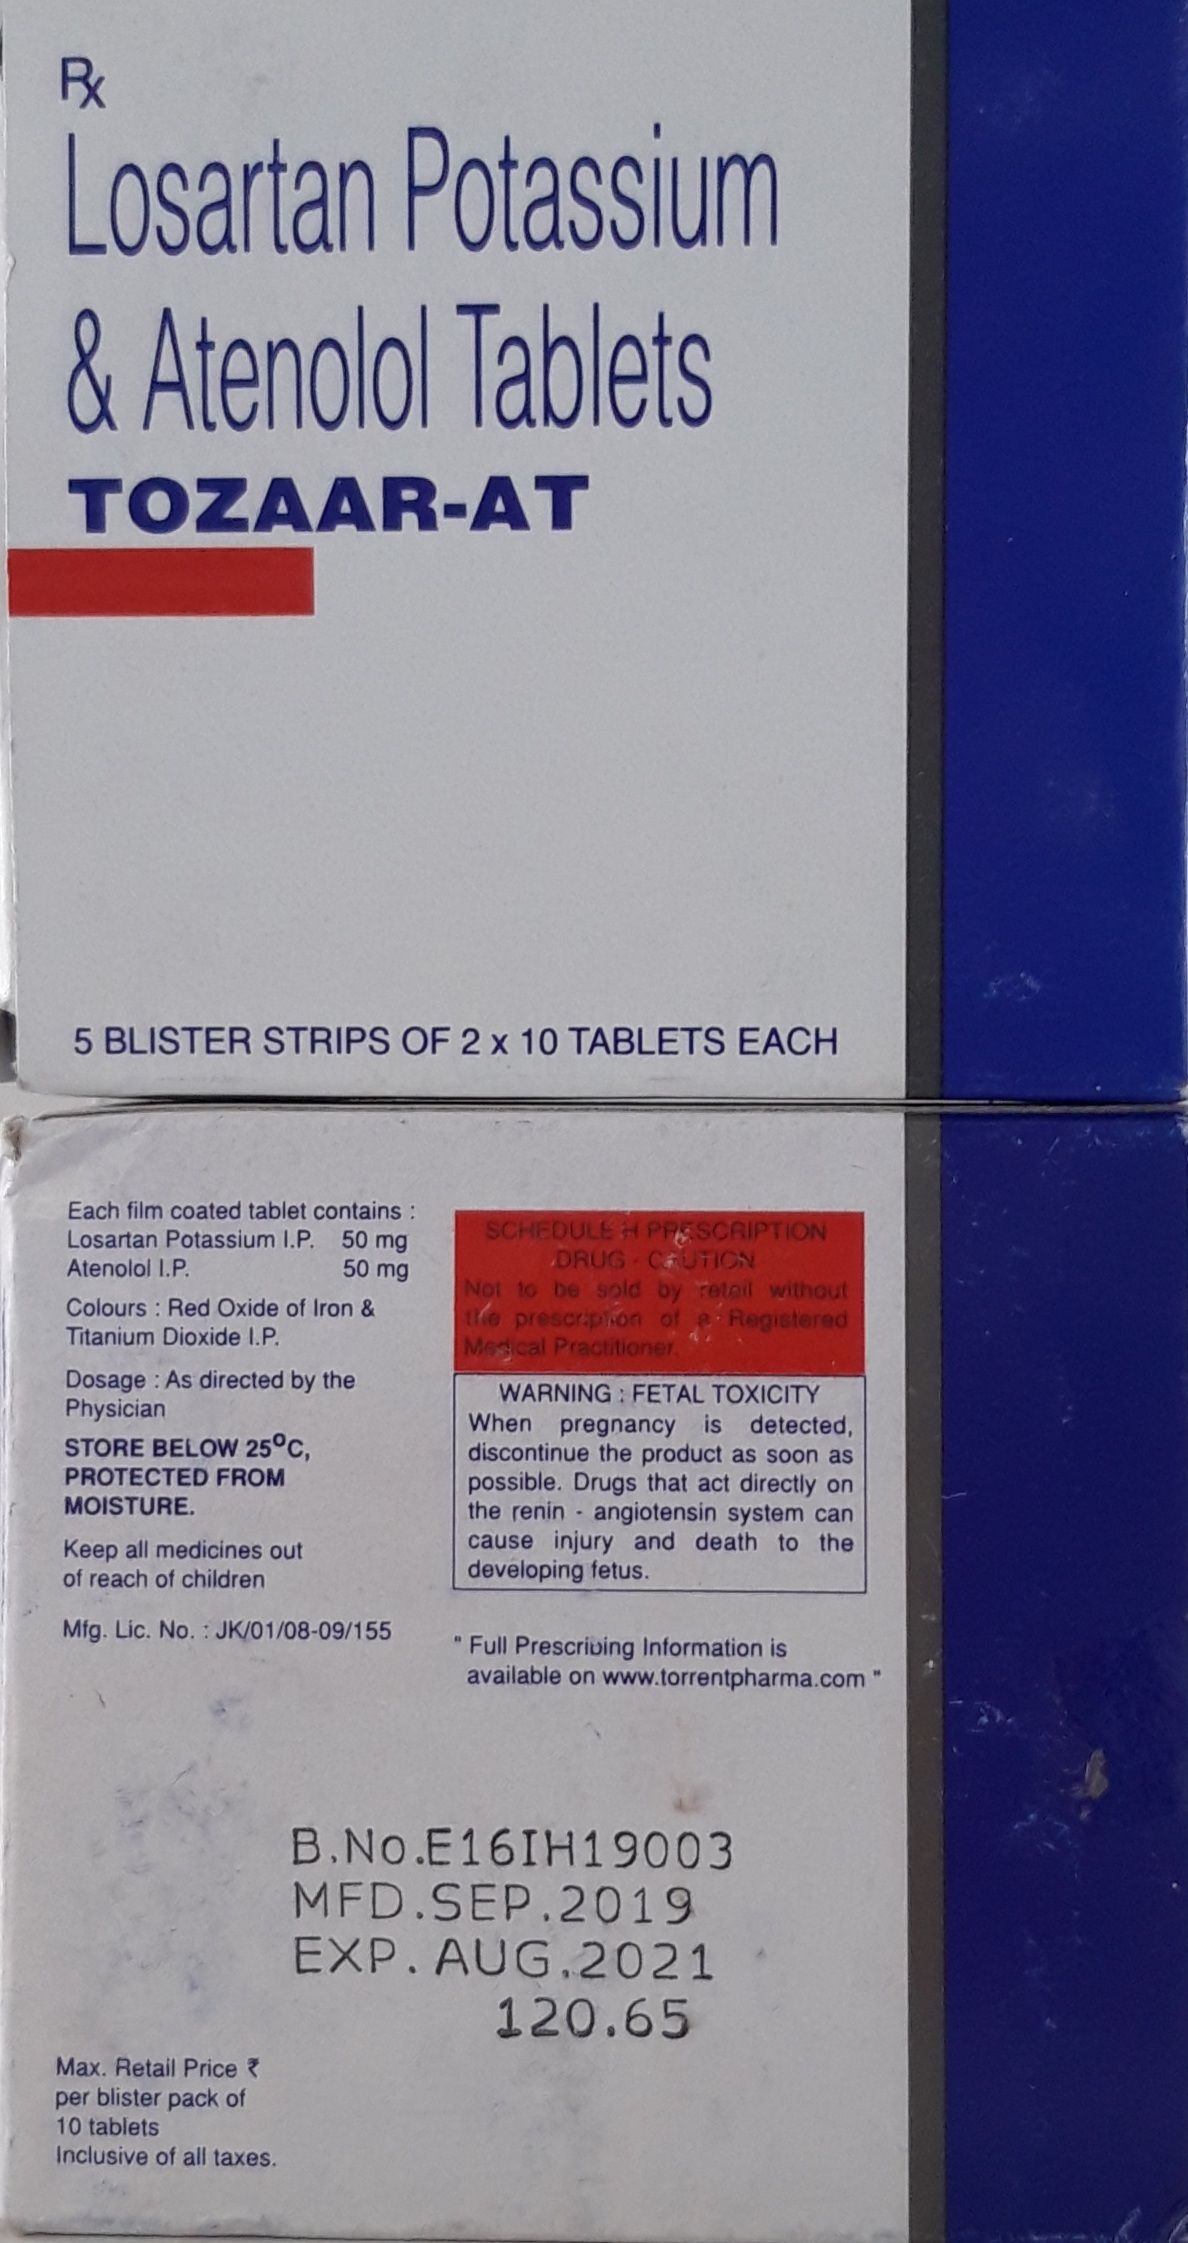 Rx
Losartan Potassium
& Atenolol Tablets
TOZAAR-AT
5 BLISTER STRIPS OF 2 x 10 TABLETS EACH
Each film coated tablet contains :
Losartan Potassium I.P. 50 mg
Atenolol I.P. 50 mg
Colours : Red Oxide of Iron &
Titanium Dioxide I.P.
Dosage : As directed by the
Physician
STORE BELOW 25°C,
PROTECTED FROM
MOISTURE.
Keep all medicines out
of reach of children
Mfg. Lic. No. : JK/01/08-09/155
SCHEDULE H PRESCRIPTION
DRUG - CAUTION
Not to be sold by retail without
the prescription of a Registered
Medical Practitioner.
WARNING : FETAL TOXICITY
When pregnancy is detected,
discontinue the product as soon as
possible. Drugs that act directly on
the renin - angiotensin system can
cause injury and death to the
developing fetus.
" Full Prescribing Information is
available on www.torrentpharma.com "
B.No.E16IH19003
MFD.SEP.2019
EXP.AUG.2021
120.65
Max. Retail Price ₹
per blister pack of
10 tablets
Inclusive of all taxes.